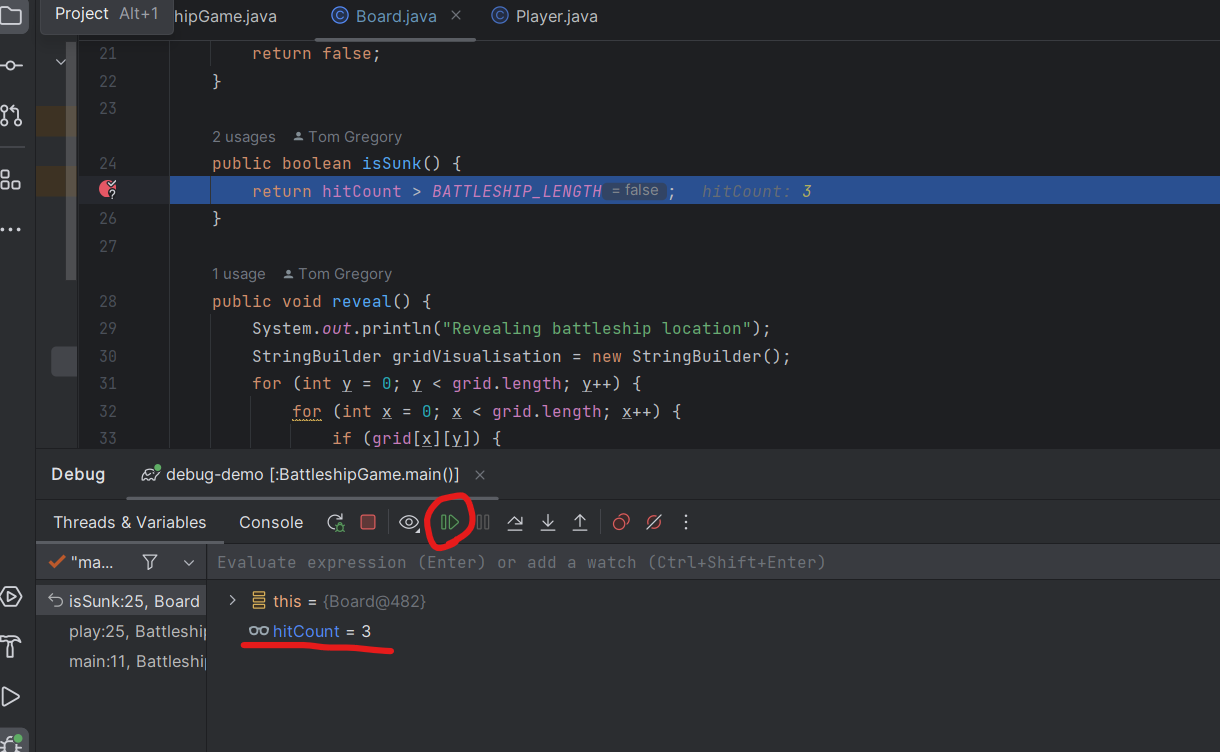 Project Alt+1
hipGame.java
Board.java
Player.java
21 return false;
22 }
23
2 usages Tom Gregory
24 public boolean isSunk() {
return hitCount > BATTLESHIP_LENGTH = false ; hitCount: 3
26 }
27
1 usage Tom Gregory
28 public void reveal() {
29 System.out.println("Revealing battleship location");
30 StringBuilder gridVisualisation = new StringBuilder();
31 for (int y = 0; y < grid.length; y++) {
32 for (int x = 0; x < grid.length; x++) {
33 if (grid[x][y]) {
Debug debug-demo [:BattleshipGame.main()]
Threads & Variables Console
"ma...
Evaluate expression (Enter) or add a watch (Ctrl+Shift+Enter)
isSunk:25, Board
this = {Board@482}
play:25, Battleship
hitCount = 3
main:11, Battleship